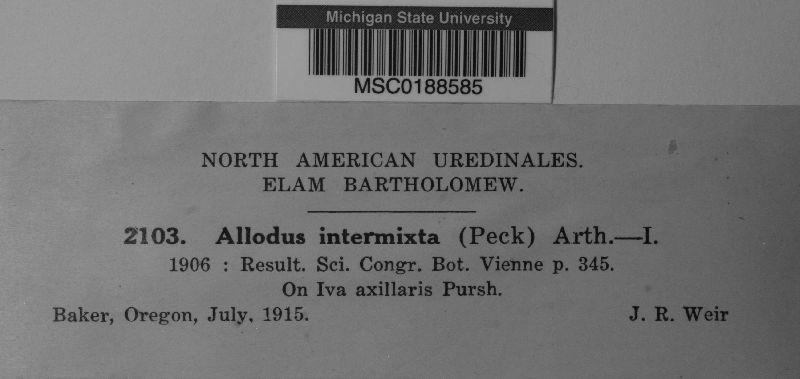 Michigan State University
MSC0188585
NORTH AMERICAN UREDINALES.
ELAM BARTHOLOMEW.
2103. Allodus intermixta (Peck) Arth.—I.
1906 : Result. Sci. Congr. Bot. Vienne p. 345.
On Iva axillaris Pursh.
Baker, Oregon, July, 1915. J. R. Weir